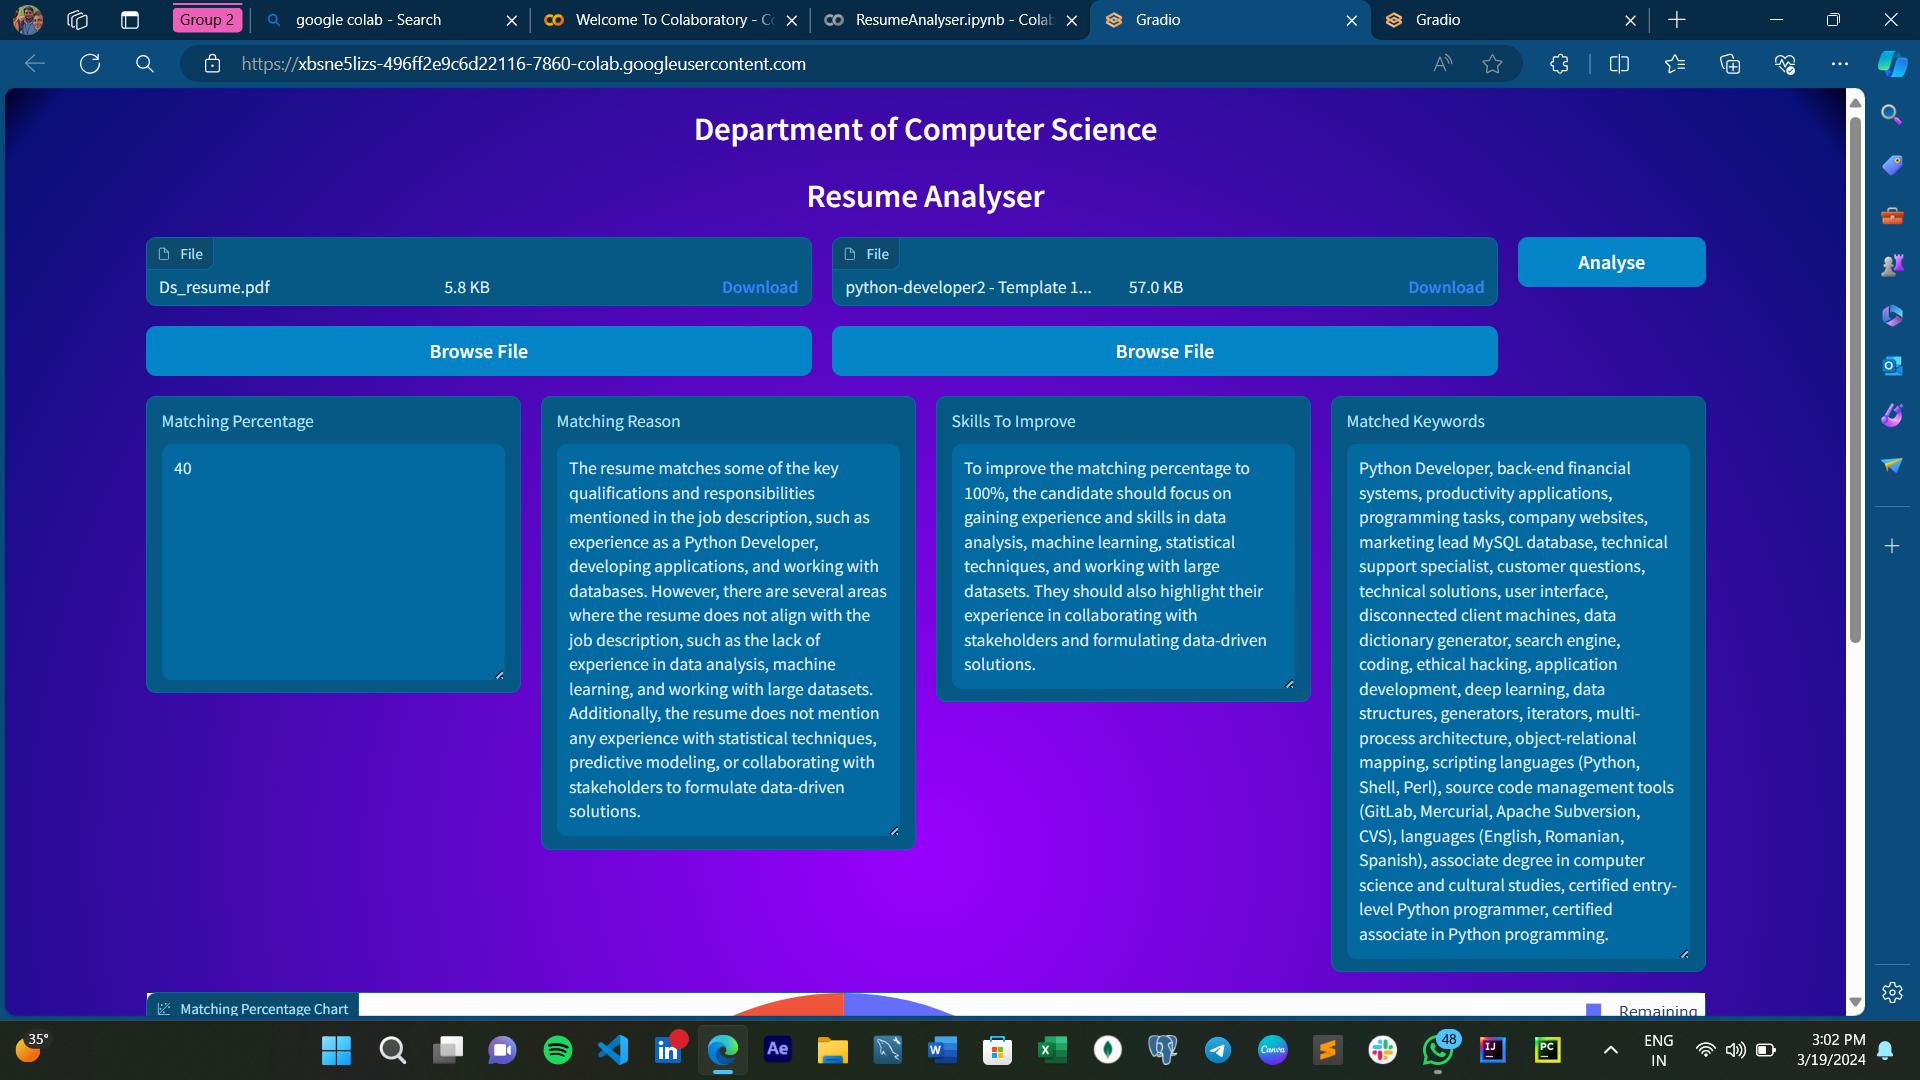 Group 2
google colab - Search
Welcome To Colaboratory - Co
ResumeAnalyser.ipynb - Colab
Gradio
Gradio
https://xbsne5lizs-496ff2e9c6d22116-7860-colab.googleusercontent.com
Department of Computer Science
Resume Analyser
File
Ds_resume.pdf 5.8 KB Download
File
python-developer2 - Template 1... 57.0 KB Download
Analyse
Browse File
Browse File
Matching Percentage
40
Matching Reason
The resume matches some of the key
qualifications and responsibilities
mentioned in the job description, such as
experience as a Python Developer,
developing applications, and working with
databases. However, there are several areas
where the resume does not align with the
job description, such as the lack of
experience in data analysis, machine
learning, and working with large datasets.
Additionally, the resume does not mention
any experience with statistical techniques,
predictive modeling, or collaborating with
stakeholders to formulate data-driven
solutions.
Skills To Improve
To improve the matching percentage to
100%, the candidate should focus on
gaining experience and skills in data
analysis, machine learning, statistical
techniques, and working with large
datasets. They should also highlight their
experience in collaborating with
stakeholders and formulating data-driven
solutions.
Matched Keywords
Python Developer, back-end financial
systems, productivity applications,
programming tasks, company websites,
marketing lead MySQL database, technical
support specialist, customer questions,
technical solutions, user interface,
disconnected client machines, data
dictionary generator, search engine,
coding, ethical hacking, application
development, deep learning, data
structures, generators, iterators, multi-
process architecture, object-relational
mapping, scripting languages (Python,
Shell, Perl), source code management tools
(GitLab, Mercurial, Apache Subversion,
CVS), languages (English, Romanian,
Spanish), associate degree in computer
science and cultural studies, certified entry-
level Python programmer, certified
associate in Python programming.
Matching Percentage Chart
Remaining
35°
Ae
Canva
48
IJ
PC
ENG
IN
3:02 PM
3/19/2024